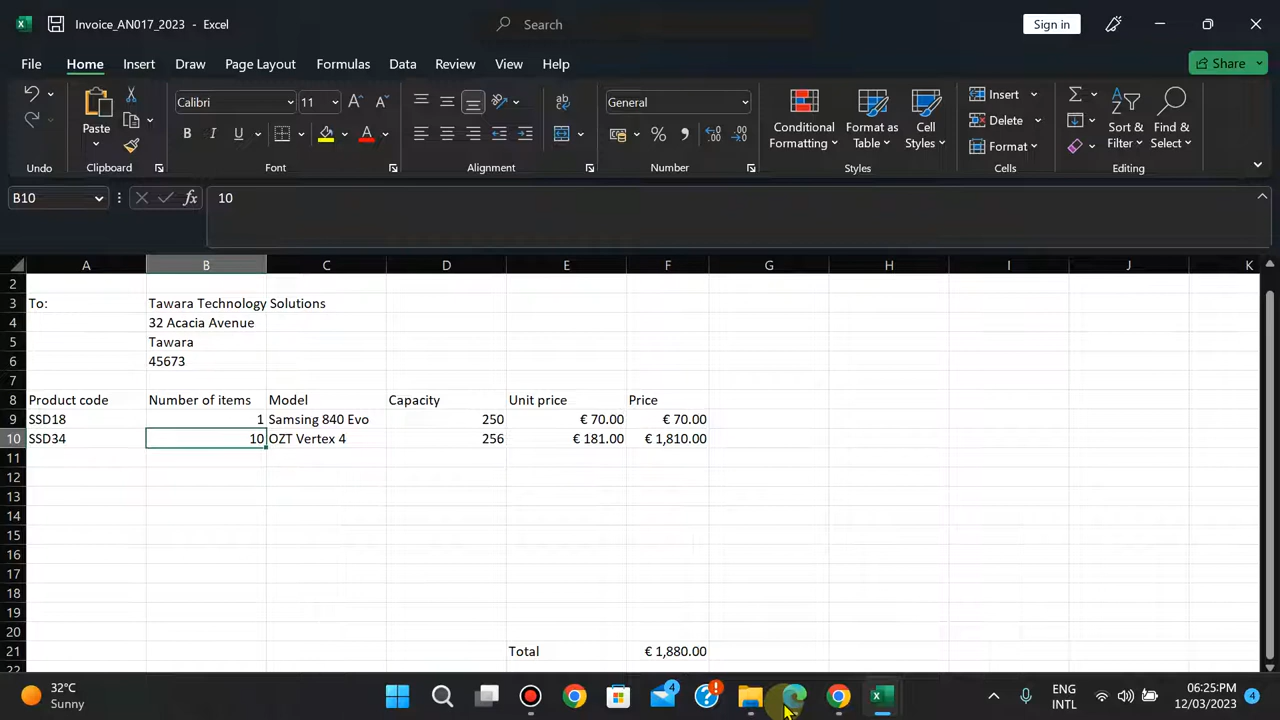 Invoice_AN017_2023 - Excel
Search
Sign in
File Home Insert Draw Page Layout Formulas Data Review View Help
Share
Calibri 11
General
Paste
B I U
Conditional Formatting
Format as Table
Cell Styles
Insert
Delete
Format
Sort & Filter
Find & Select
Undo Clipboard Font Alignment Number Styles Cells Editing
B10 fx 10
A B C D E F G H I J K
2
3 To: Tawara Technology Solutions
4 32 Acacia Avenue
5 Tawara
6 45673
7
8 Product code Number of items Model Capacity Unit price Price
9 SSD18 1 Samsing 840 Evo 250 € 70.00 € 70.00
10 SSD34 10 OZT Vertex 4 256 € 181.00 € 1,810.00
11
12
13
14
15
16
17
18
19
20
21 Total € 1,880.00
22
32°C
Sunny
4
ENG
INTL
06:25PM
12/03/2023
4